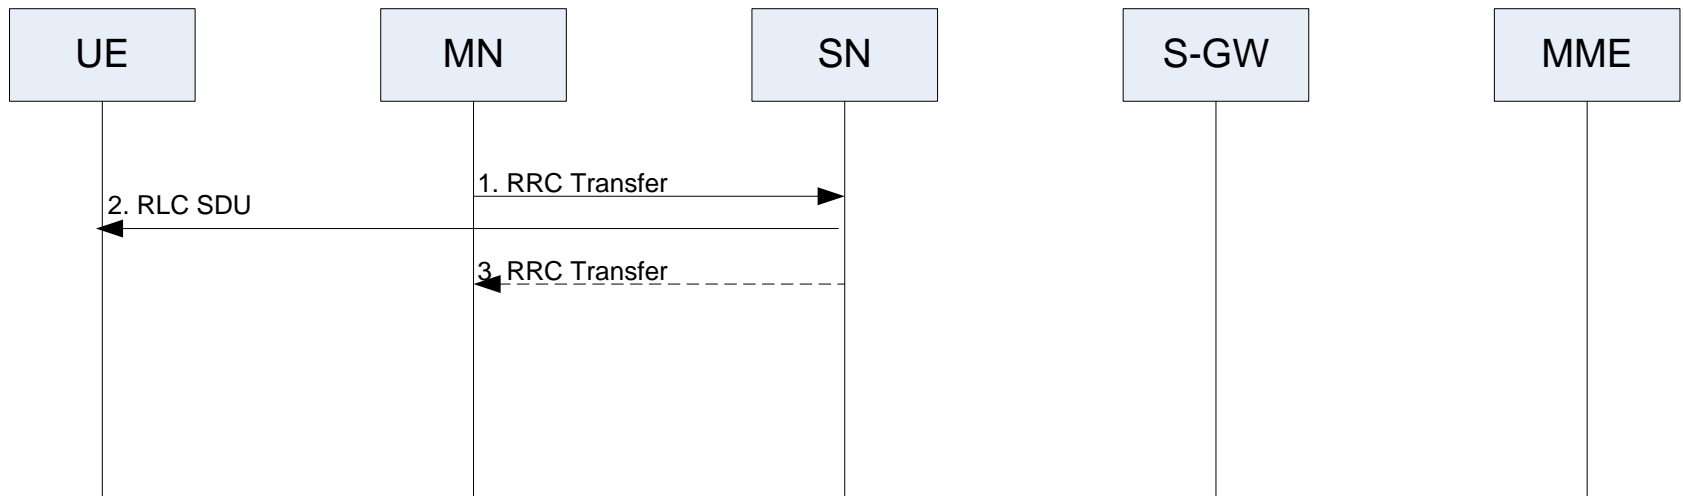 UE
MN
SN
S-GW
MME
1. RRC Transfer
2. RLC SDU
3. RRC Transfer